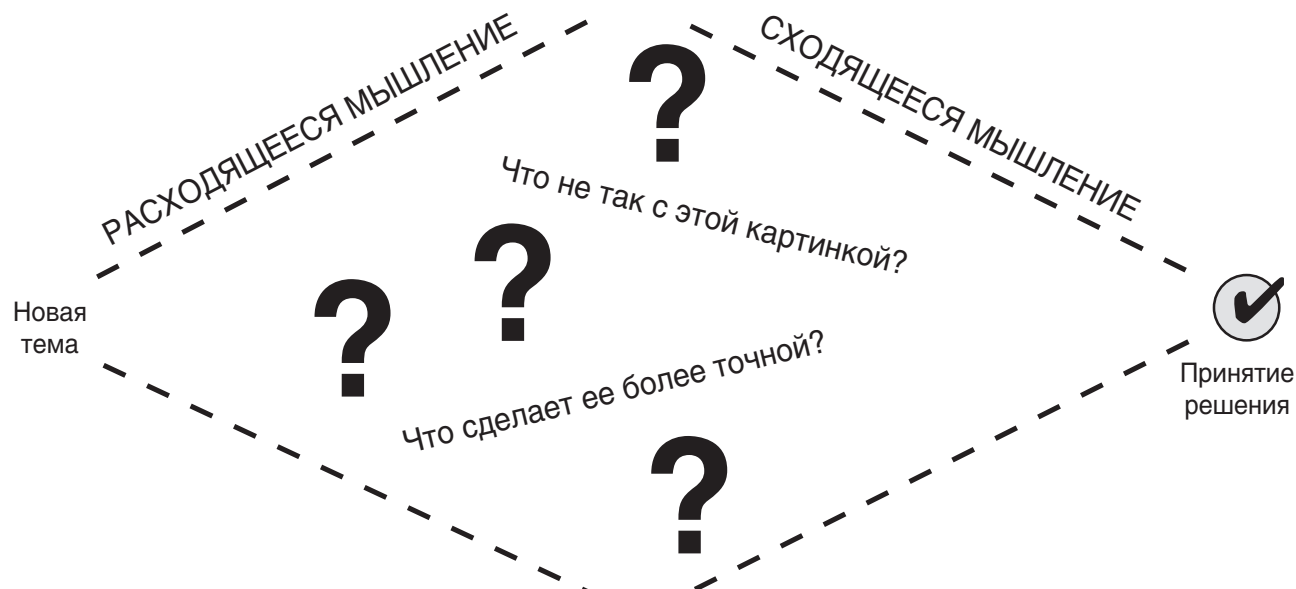 РАСХОДЯЩЕЕСЯ МЫШЛЕНИЕ
СХОДЯЩЕЕСЯ МЫШЛЕНИЕ
?
Что не так с этой картинкой?
?
?
Новая
тема
Что сделает ее более точной?
?
Принятие
решения